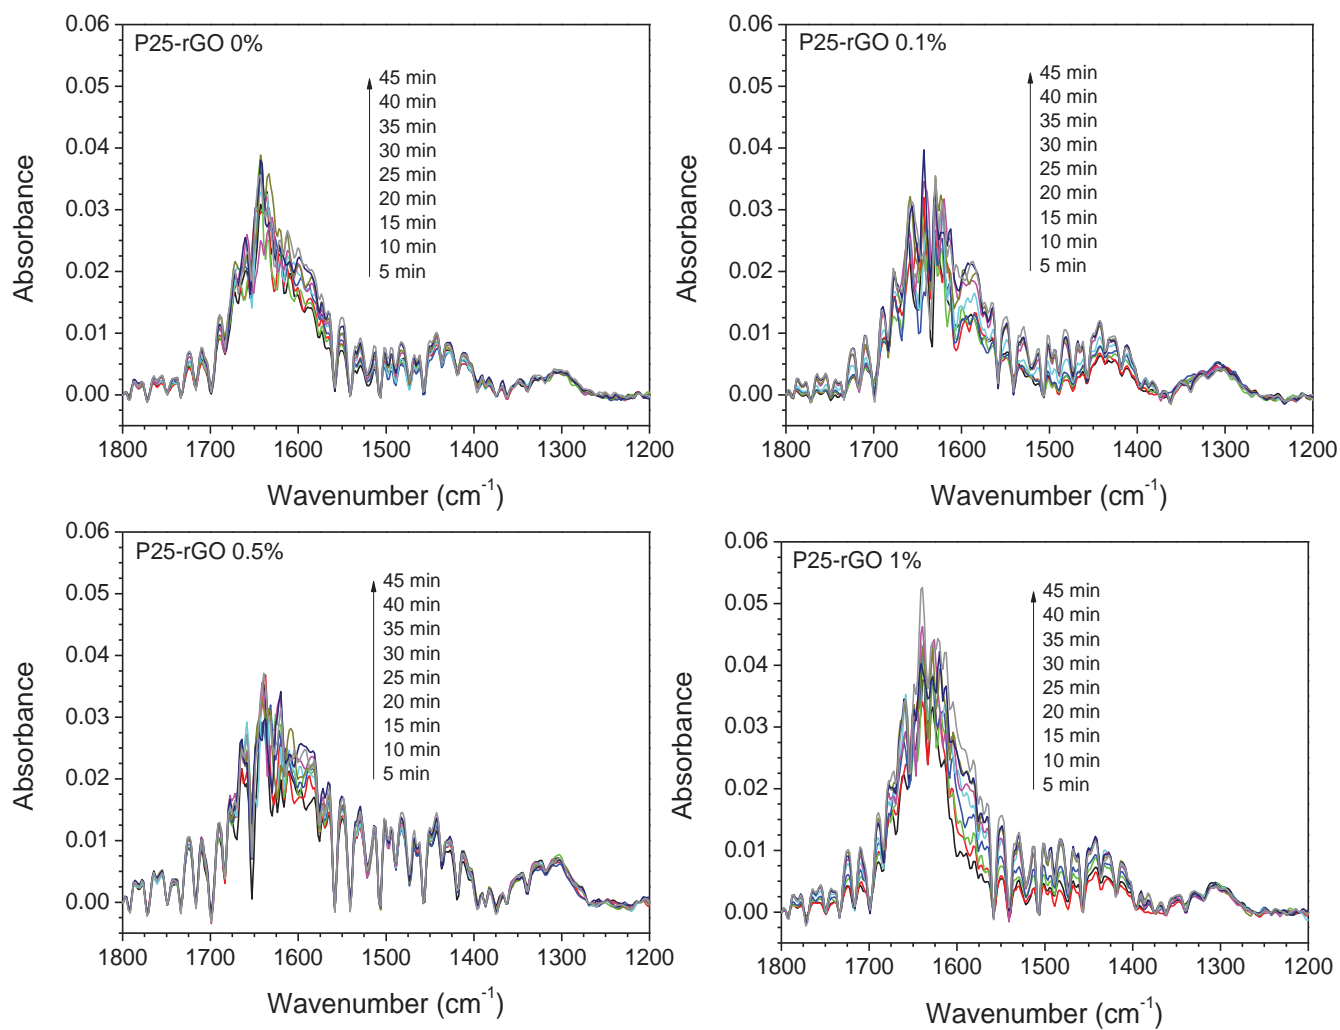 P25-rGO 0%
0.06
0.05
0.04
0.03
0.02
0.01
0.00
Absorbance
45 min
40 min
35 min
30 min
25 min
20 min
15 min
10 min
5 min
1800 1700 1600 1500 1400 1300 1200
Wavenumber (cm-1)
P25-rGO 0.1%
0.06
0.05
0.04
0.03
0.02
0.01
0.00
Absorbance
45 min
40 min
35 min
30 min
25 min
20 min
15 min
10 min
5 min
1800 1700 1600 1500 1400 1300 1200
Wavenumber (cm-1)
P25-rGO 0.5%
0.06
0.05
0.04
0.03
0.02
0.01
0.00
Absorbance
45 min
40 min
35 min
30 min
25 min
20 min
15 min
10 min
5 min
1800 1700 1600 1500 1400 1300 1200
Wavenumber (cm-1)
P25-rGO 1%
0.06
0.05
0.04
0.03
0.02
0.01
0.00
Absorbance
45 min
40 min
35 min
30 min
25 min
20 min
15 min
10 min
5 min
1800 1700 1600 1500 1400 1300 1200
Wavenumber (cm-1)